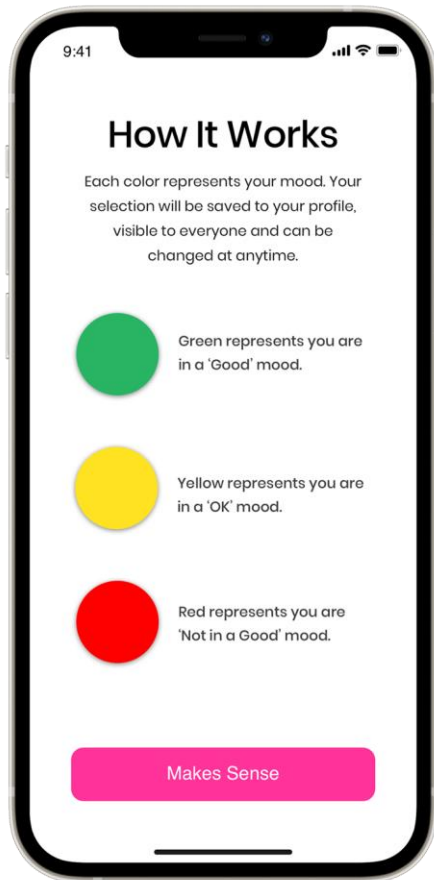 9:41
How It Works
Each color represents your mood. Your
selection will be saved to your profile,
visible to everyone and can be
changed at anytime.
Green represents you are
in a ‘Good’ mood.
Yellow represents you are
in a ‘OK’ mood.
Red represents you are
‘Not in a Good’ mood.
Makes Sense